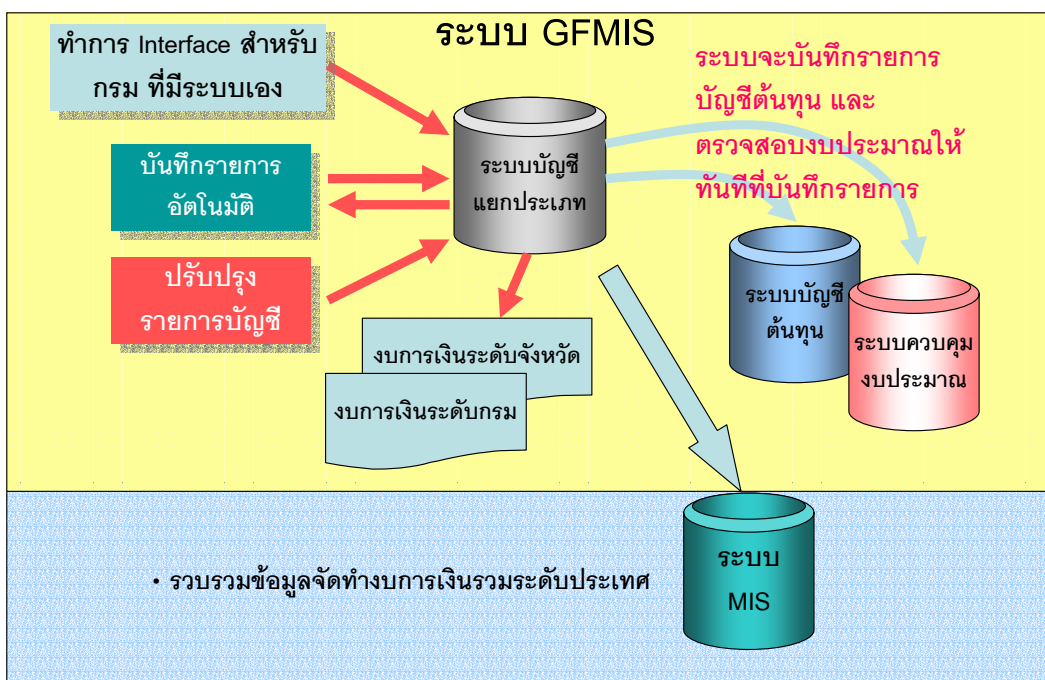 ระบบ GFMIS
ทำการ Interface สำหรับ
กรม ที่มีระบบเอง
ระบบจะบันทึกรายการ
บัญชีต้นทุน และ
ตรวจสอบงบประมาณให้
ทันทีที่บันทึกรายการ
บันทึกรายการ
อัตโนมัติ
ระบบบัญชี
แยกประเภท
ปรับปรุง
รายการบัญชี
ระบบบัญชี
ต้นทุน
ระบบควบคุม
งบประมาณ
งบการเงินระดับจังหวัด
งบการเงินระดับกรม
• รวบรวมข้อมูลจัดทำงบการเงินรวมระดับประเทศ
ระบบ
MIS